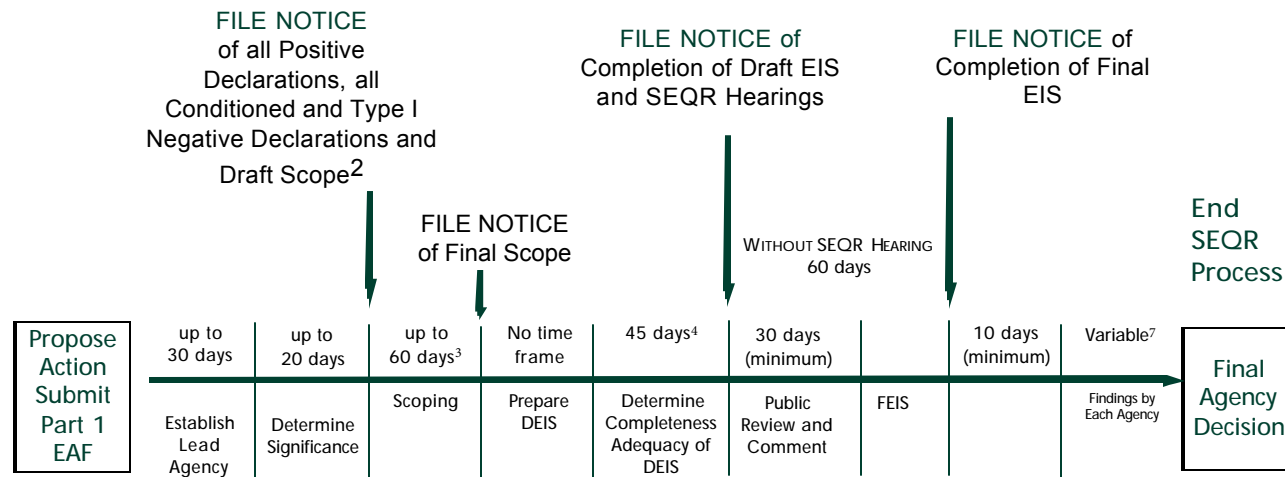 FILE NOTICE
of all Positive
Declarations, all
Conditioned and Type I
Negative Declarations and
Draft Scope2
FILE NOTICE
of Final Scope
FILE NOTICE of
Completion of Draft EIS
and SEQR Hearings
WITHOUT SEQR HEARING
60 days
FILE NOTICE of
Completion of Final
EIS
End
SEQR
Process
Propose
Action
Submit
Part 1
EAF
up to
30 days
Establish
Lead
Agency
up to
20 days
Determine
Significance
up to
60 days3
Scoping
No time
frame
Prepare
DEIS
45 days4
Determine
Completeness
Adequacy of
DEIS
30 days
(minimum)
Public
Review and
Comment
FEIS
10 days
(minimum)
Variable7
Findings by
Each Agency
Final
Agency
Decision